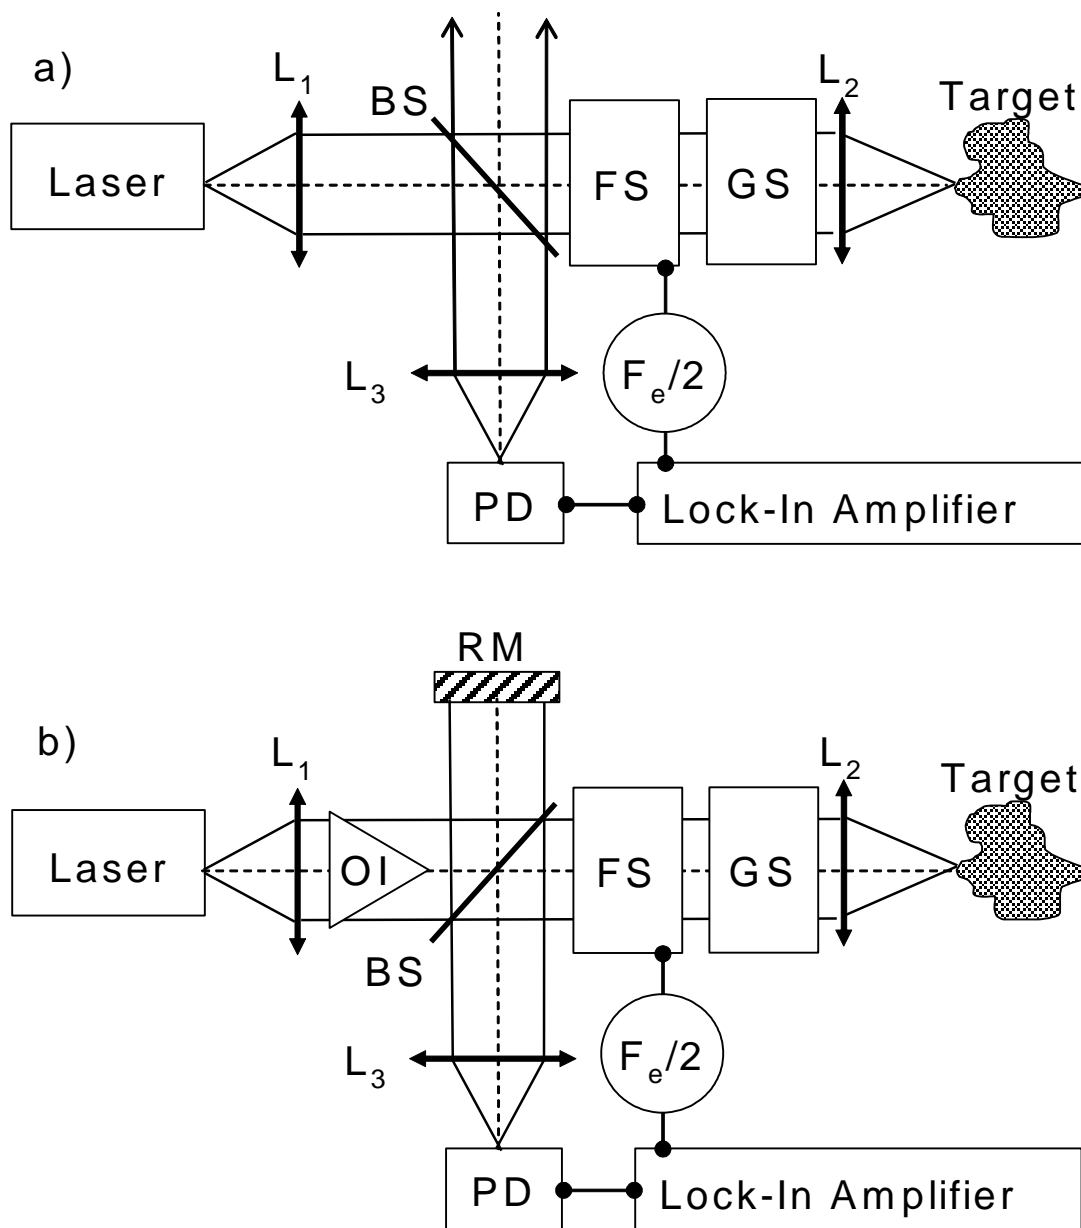 a)
L1
BS
L2
Target
Laser
FS
GS
L3
Fe/2
PD
Lock-In Amplifier
RM
b)
L1
L2
Target
Laser
OI
FS
GS
BS
L3
Fe/2
PD
Lock-In Amplifier